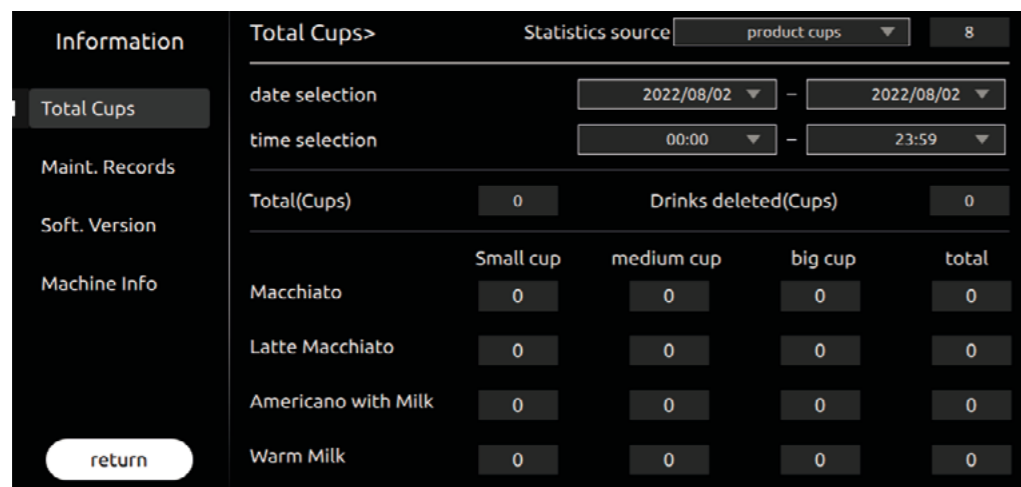 Information
Total Cups
Maint. Records
Soft. Version
Machine Info
return
Total Cups> Statistics source product cups 8
date selection 2022/08/02 – 2022/08/02
time selection 00:00 – 23:59
Total(Cups) 0 Drinks deleted(Cups) 0
Small cup medium cup big cup total
Macchiato 0 0 0 0
Latte Macchiato 0 0 0 0
Americano with Milk 0 0 0 0
Warm Milk 0 0 0 0